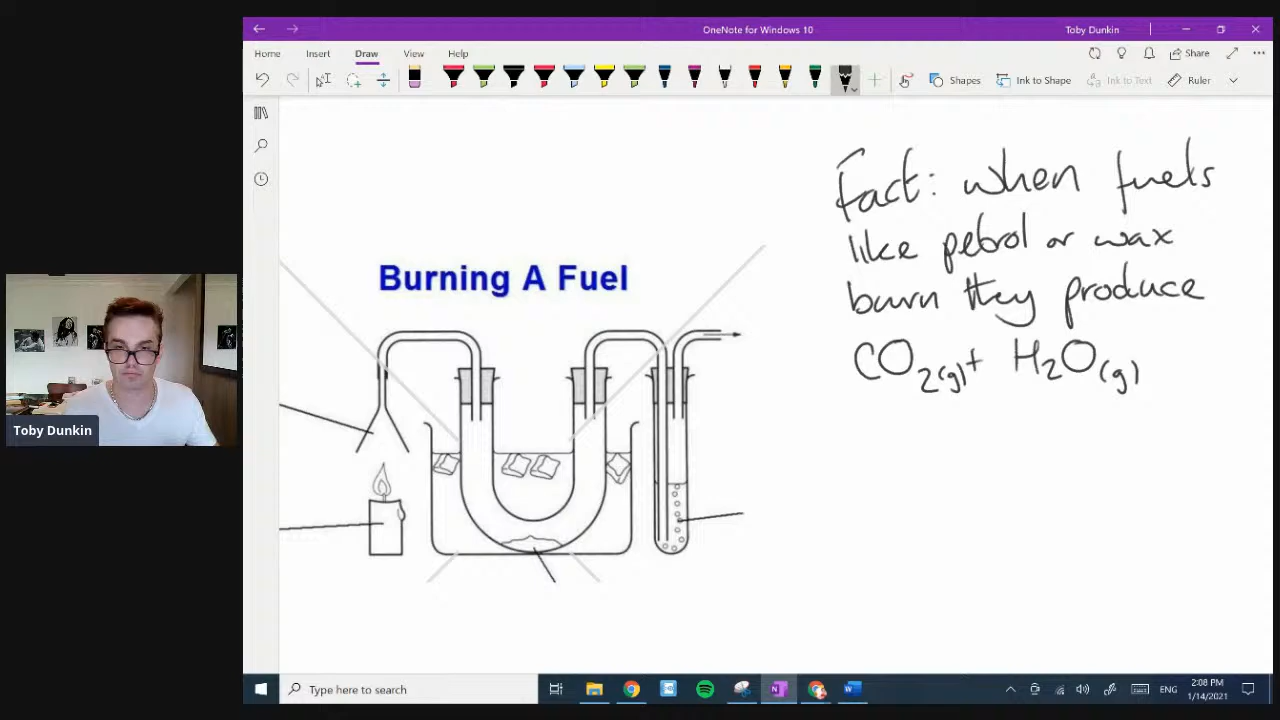 OneNote for Windows 10
Toby Dunkin
Home Insert Draw View Help
Share
Shapes
Ink to Shape
Ink to Text
Ruler
Fact: when fuels
like petrol or wax
burn they produce
CO2(g)+ H2O(g)
Burning A Fuel
Toby Dunkin
Type here to search
ENG
2:08 PM
1/14/2021